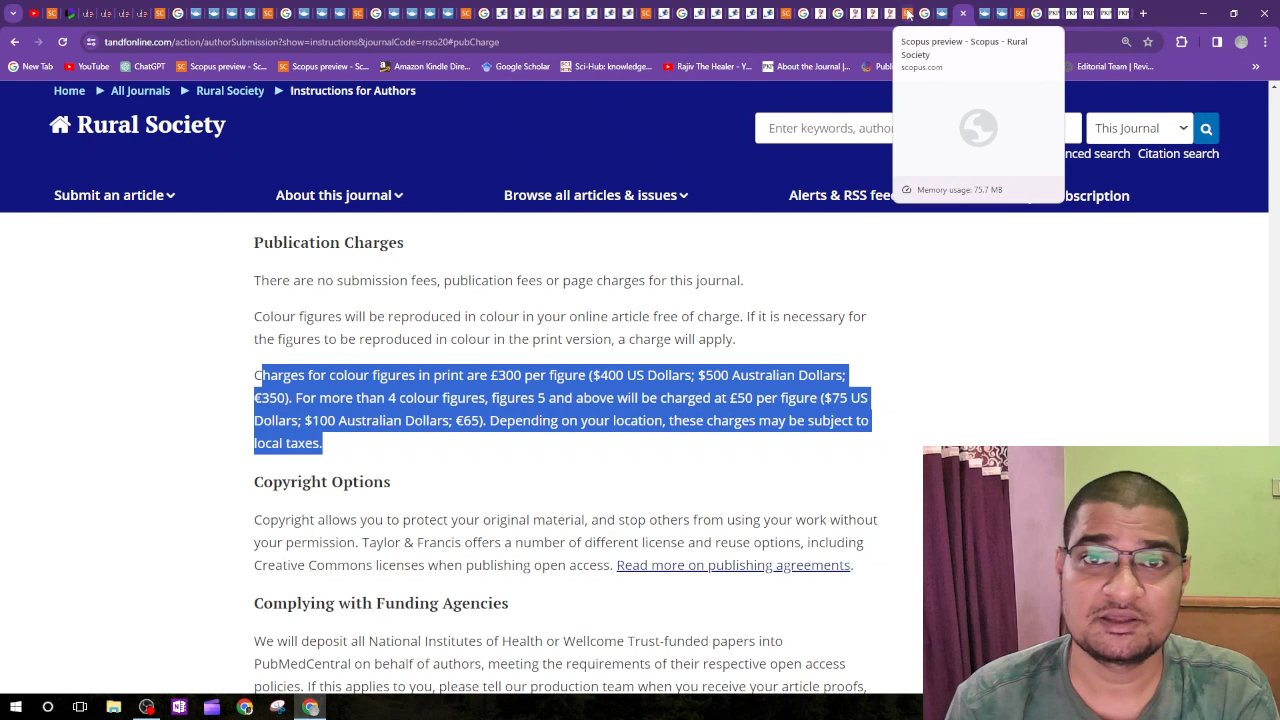 Scopus preview - Scopus - Rural
Society
scopus.com
Memory usage: 75.7 MB
tandfonline.com/action/authorSubmission?show=instructions&journalCode=rrso20#pubCharge
New Tab
YouTube
ChatGPT
Scopus preview - Sc...
Scopus preview - Sc...
Amazon Kindle Dire...
Google Scholar
Sci-Hub: knowledg...
Rajiv The Healer - Y...
About the Journal |...
Editorial Team | Revi...
Home
All Journals
Rural Society
Instructions for Authors
Rural Society
Enter keywords, autho
This Journal
Citation search
Submit an article
About this journal
Browse all articles & issues
Alerts & RSS fee
Publication Charges
There are no submission fees, publication fees or page charges for this journal.
Colour figures will be reproduced in colour in your online article free of charge. If it is necessary for
the figures to be reproduced in colour in the print version, a charge will apply.
Charges for colour figures in print are £300 per figure ($400 US Dollars; $500 Australian Dollars;
€350). For more than 4 colour figures, figures 5 and above will be charged at £50 per figure ($75 US
Dollars; $100 Australian Dollars; €65). Depending on your location, these charges may be subject to
local taxes.
Copyright Options
Copyright allows you to protect your original material, and stop others from using your work without
your permission. Taylor & Francis offers a number of different license and reuse options, including
Creative Commons licenses when publishing open access. Read more on publishing agreements.
Complying with Funding Agencies
We will deposit all National Institutes of Health or Wellcome Trust-funded papers into
PubMedCentral on behalf of authors, meeting the requirements of their respective open access
policies. If this applies to you, please tell our production team when you receive your article proofs,